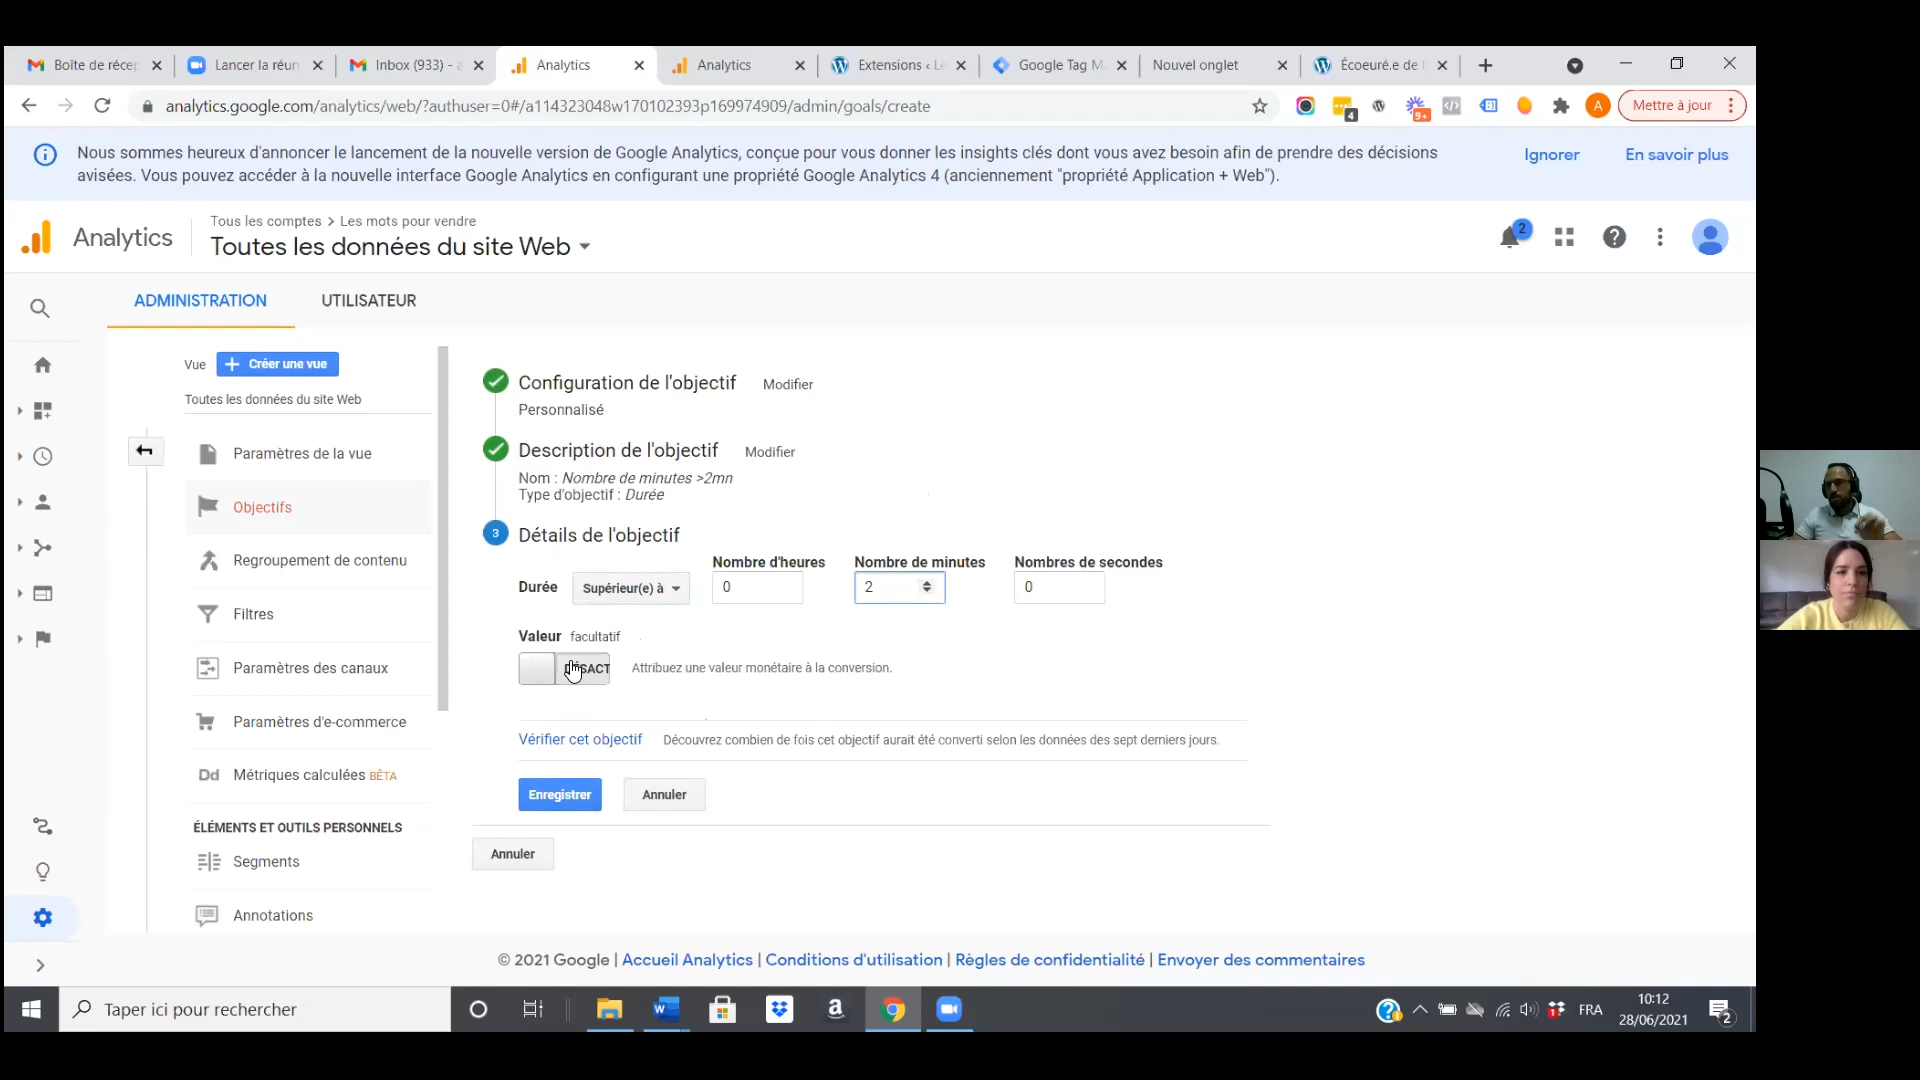 Boîte de récep
Lancer la réun
Inbox (933) - a
Analytics
Analytics
Extensions ‹ Le
Google Tag M
Nouvel onglet
Écoeuré.e de l
analytics.google.com/analytics/web/?authuser=0#/a114323048w170102393p169974909/admin/goals/create
4
9+
A
Mettre à jour
Nous sommes heureux d'annoncer le lancement de la nouvelle version de Google Analytics, conçue pour vous donner les insights clés dont vous avez besoin afin de prendre des décisions
avisées. Vous pouvez accéder à la nouvelle interface Google Analytics en configurant une propriété Google Analytics 4 (anciennement "propriété Application + Web").
Ignorer
En savoir plus
Analytics
Tous les comptes > Les mots pour vendre
Toutes les données du site Web
2
ADMINISTRATION
UTILISATEUR
Vue
+ Créer une vue
Toutes les données du site Web
Paramètres de la vue
Objectifs
Regroupement de contenu
Filtres
Paramètres des canaux
Paramètres d'e-commerce
Dd Métriques calculées BÊTA
ÉLÉMENTS ET OUTILS PERSONNELS
Segments
Annotations
Configuration de l'objectif Modifier
Personnalisé
Description de l'objectif Modifier
Nom : Nombre de minutes >2mn
Type d'objectif : Durée
3 Détails de l'objectif
Nombre d'heures Nombre de minutes Nombres de secondes
Durée Supérieur(e) à 0 2 0
Valeur facultatif
Attribuez une valeur monétaire à la conversion.
Vérifier cet objectif Découvrez combien de fois cet objectif aurait été converti selon les données des sept derniers jours.
Enregistrer Annuler
Annuler
© 2021 Google | Accueil Analytics | Conditions d'utilisation | Règles de confidentialité | Envoyer des commentaires
Taper ici pour rechercher
FRA
10:12
28/06/2021
2